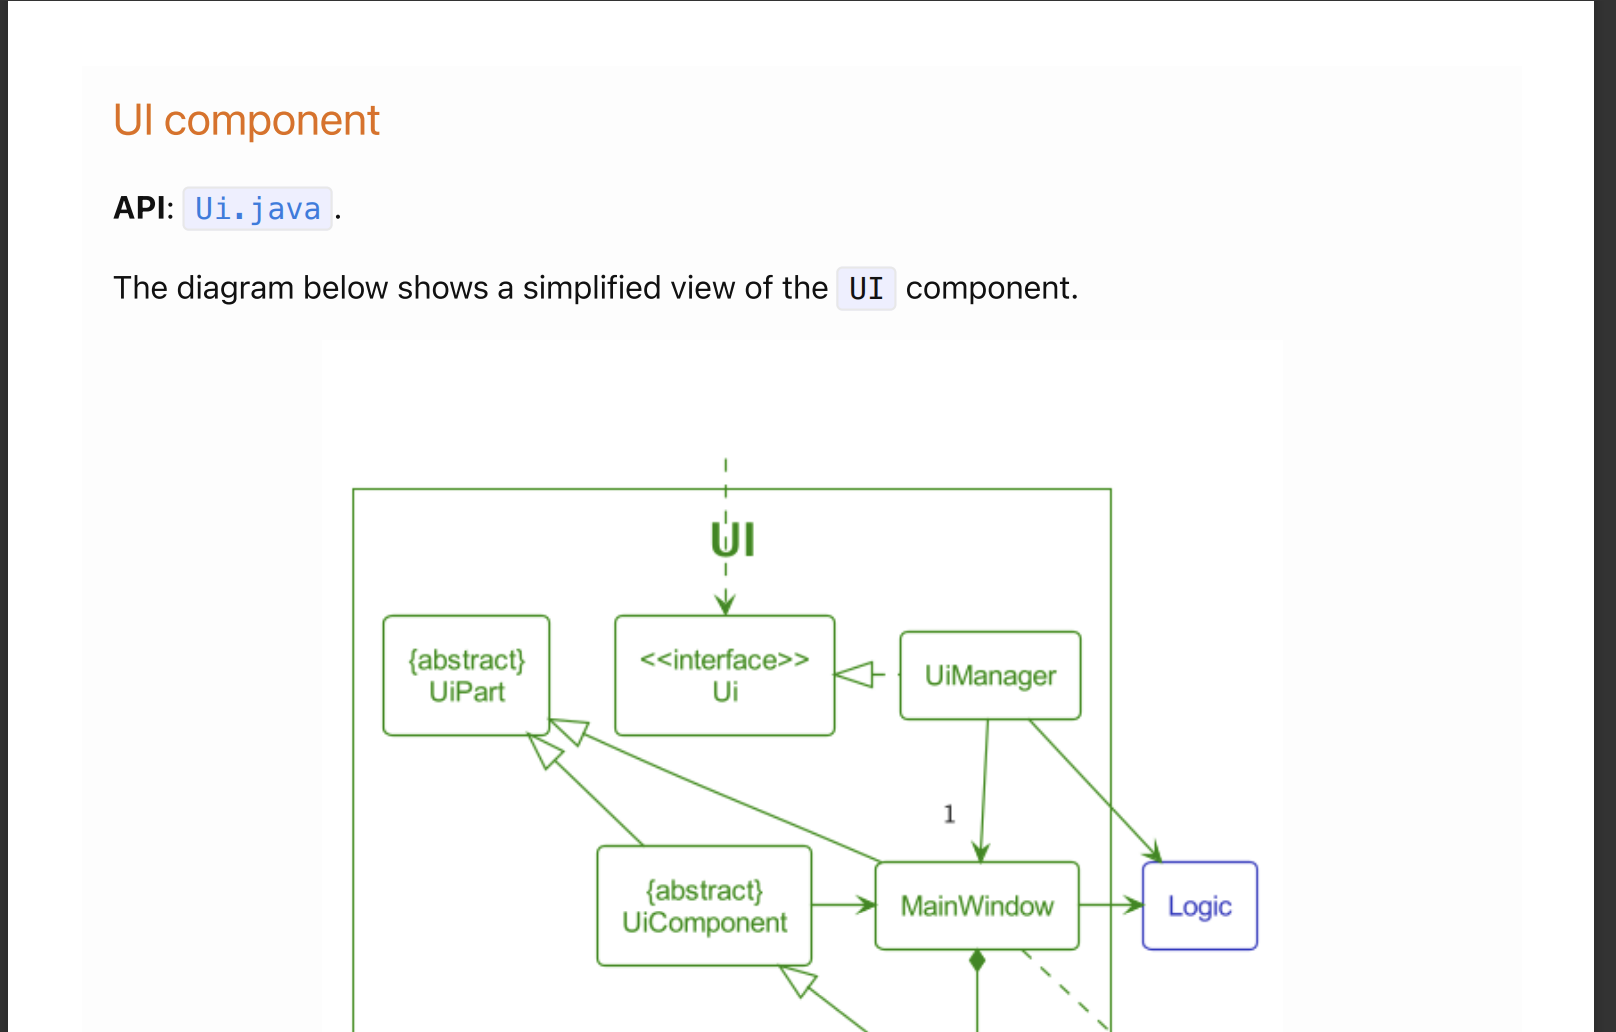 UI component
API: Ui.java.
The diagram below shows a simplified view of the UI component.
UI
{abstract}
UiPart
<<interface>>
Ui
UiManager
1
{abstract}
UiComponent
MainWindow
Logic